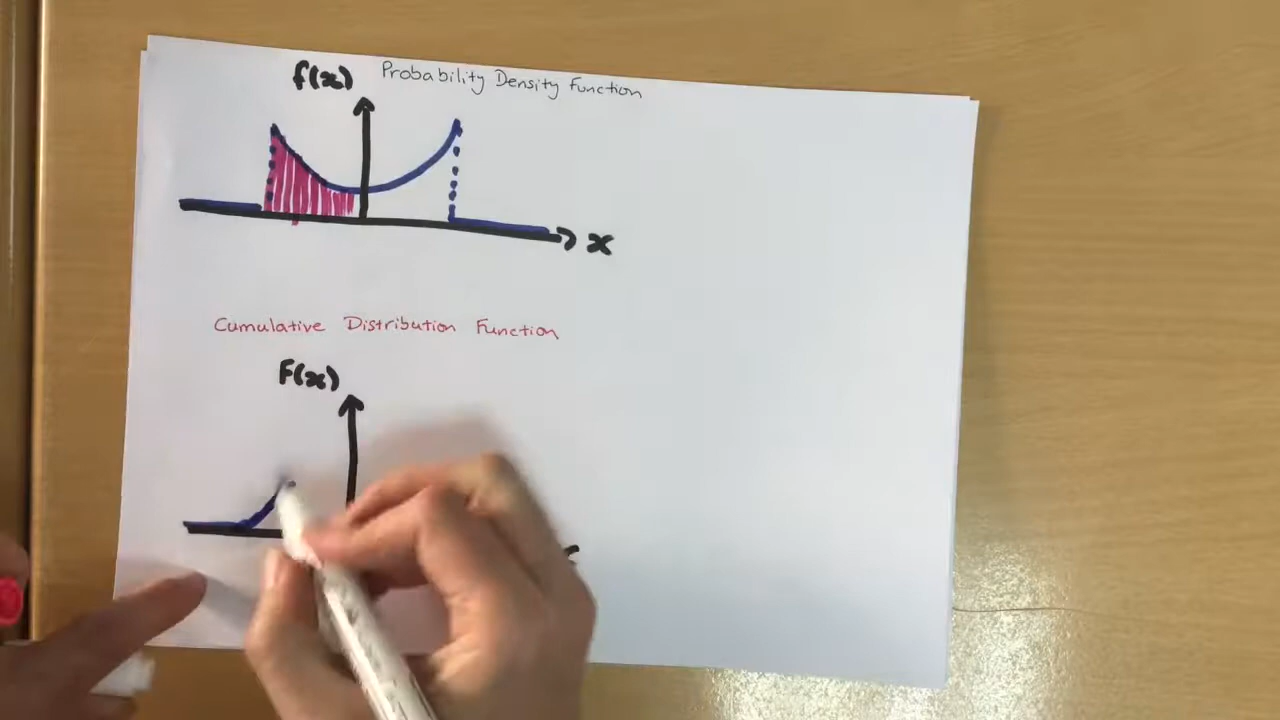 f(x) Probability Density Function
x
Cumulative Distribution Function
F(x)